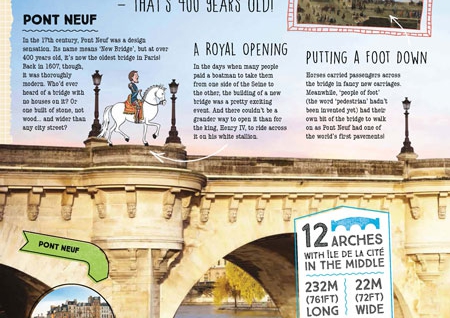 – THAT'S 400 YEARS OLD!
PONT NEUF
In the 17th century, Pont Neuf was a design
sensation. Its name means 'New Bridge', but at over
400 years old, it's now the oldest bridge in Paris!
Back in 1607, though,
it was thoroughly
modern. Who'd ever
heard of a bridge with
no houses on it? Or
one built of stone, not
wood... and wider than
any city street?
A ROYAL OPENING
In the days when many people
paid a boatman to take them
from one side of the Seine to
the other, the building of a new
bridge was a pretty exciting
event. And there couldn't be a
grander way to open it than for
the king, Henri IV, to ride across
it on his white stallion.
PUTTING A FOOT DOWN
Horses carried passengers across
the bridge in fancy new carriages.
Meanwhile, 'people of foot'
(the word 'pedestrian' hadn't
been invented yet) had their
own bit of the bridge to walk
on as Pont Neuf had one of
the world's first pavements!
PONT NEUF
12 ARCHES
WITH ÎLE DE LA CITÉ
IN THE MIDDLE
232M
(761FT)
LONG
22M
(72FT)
WIDE